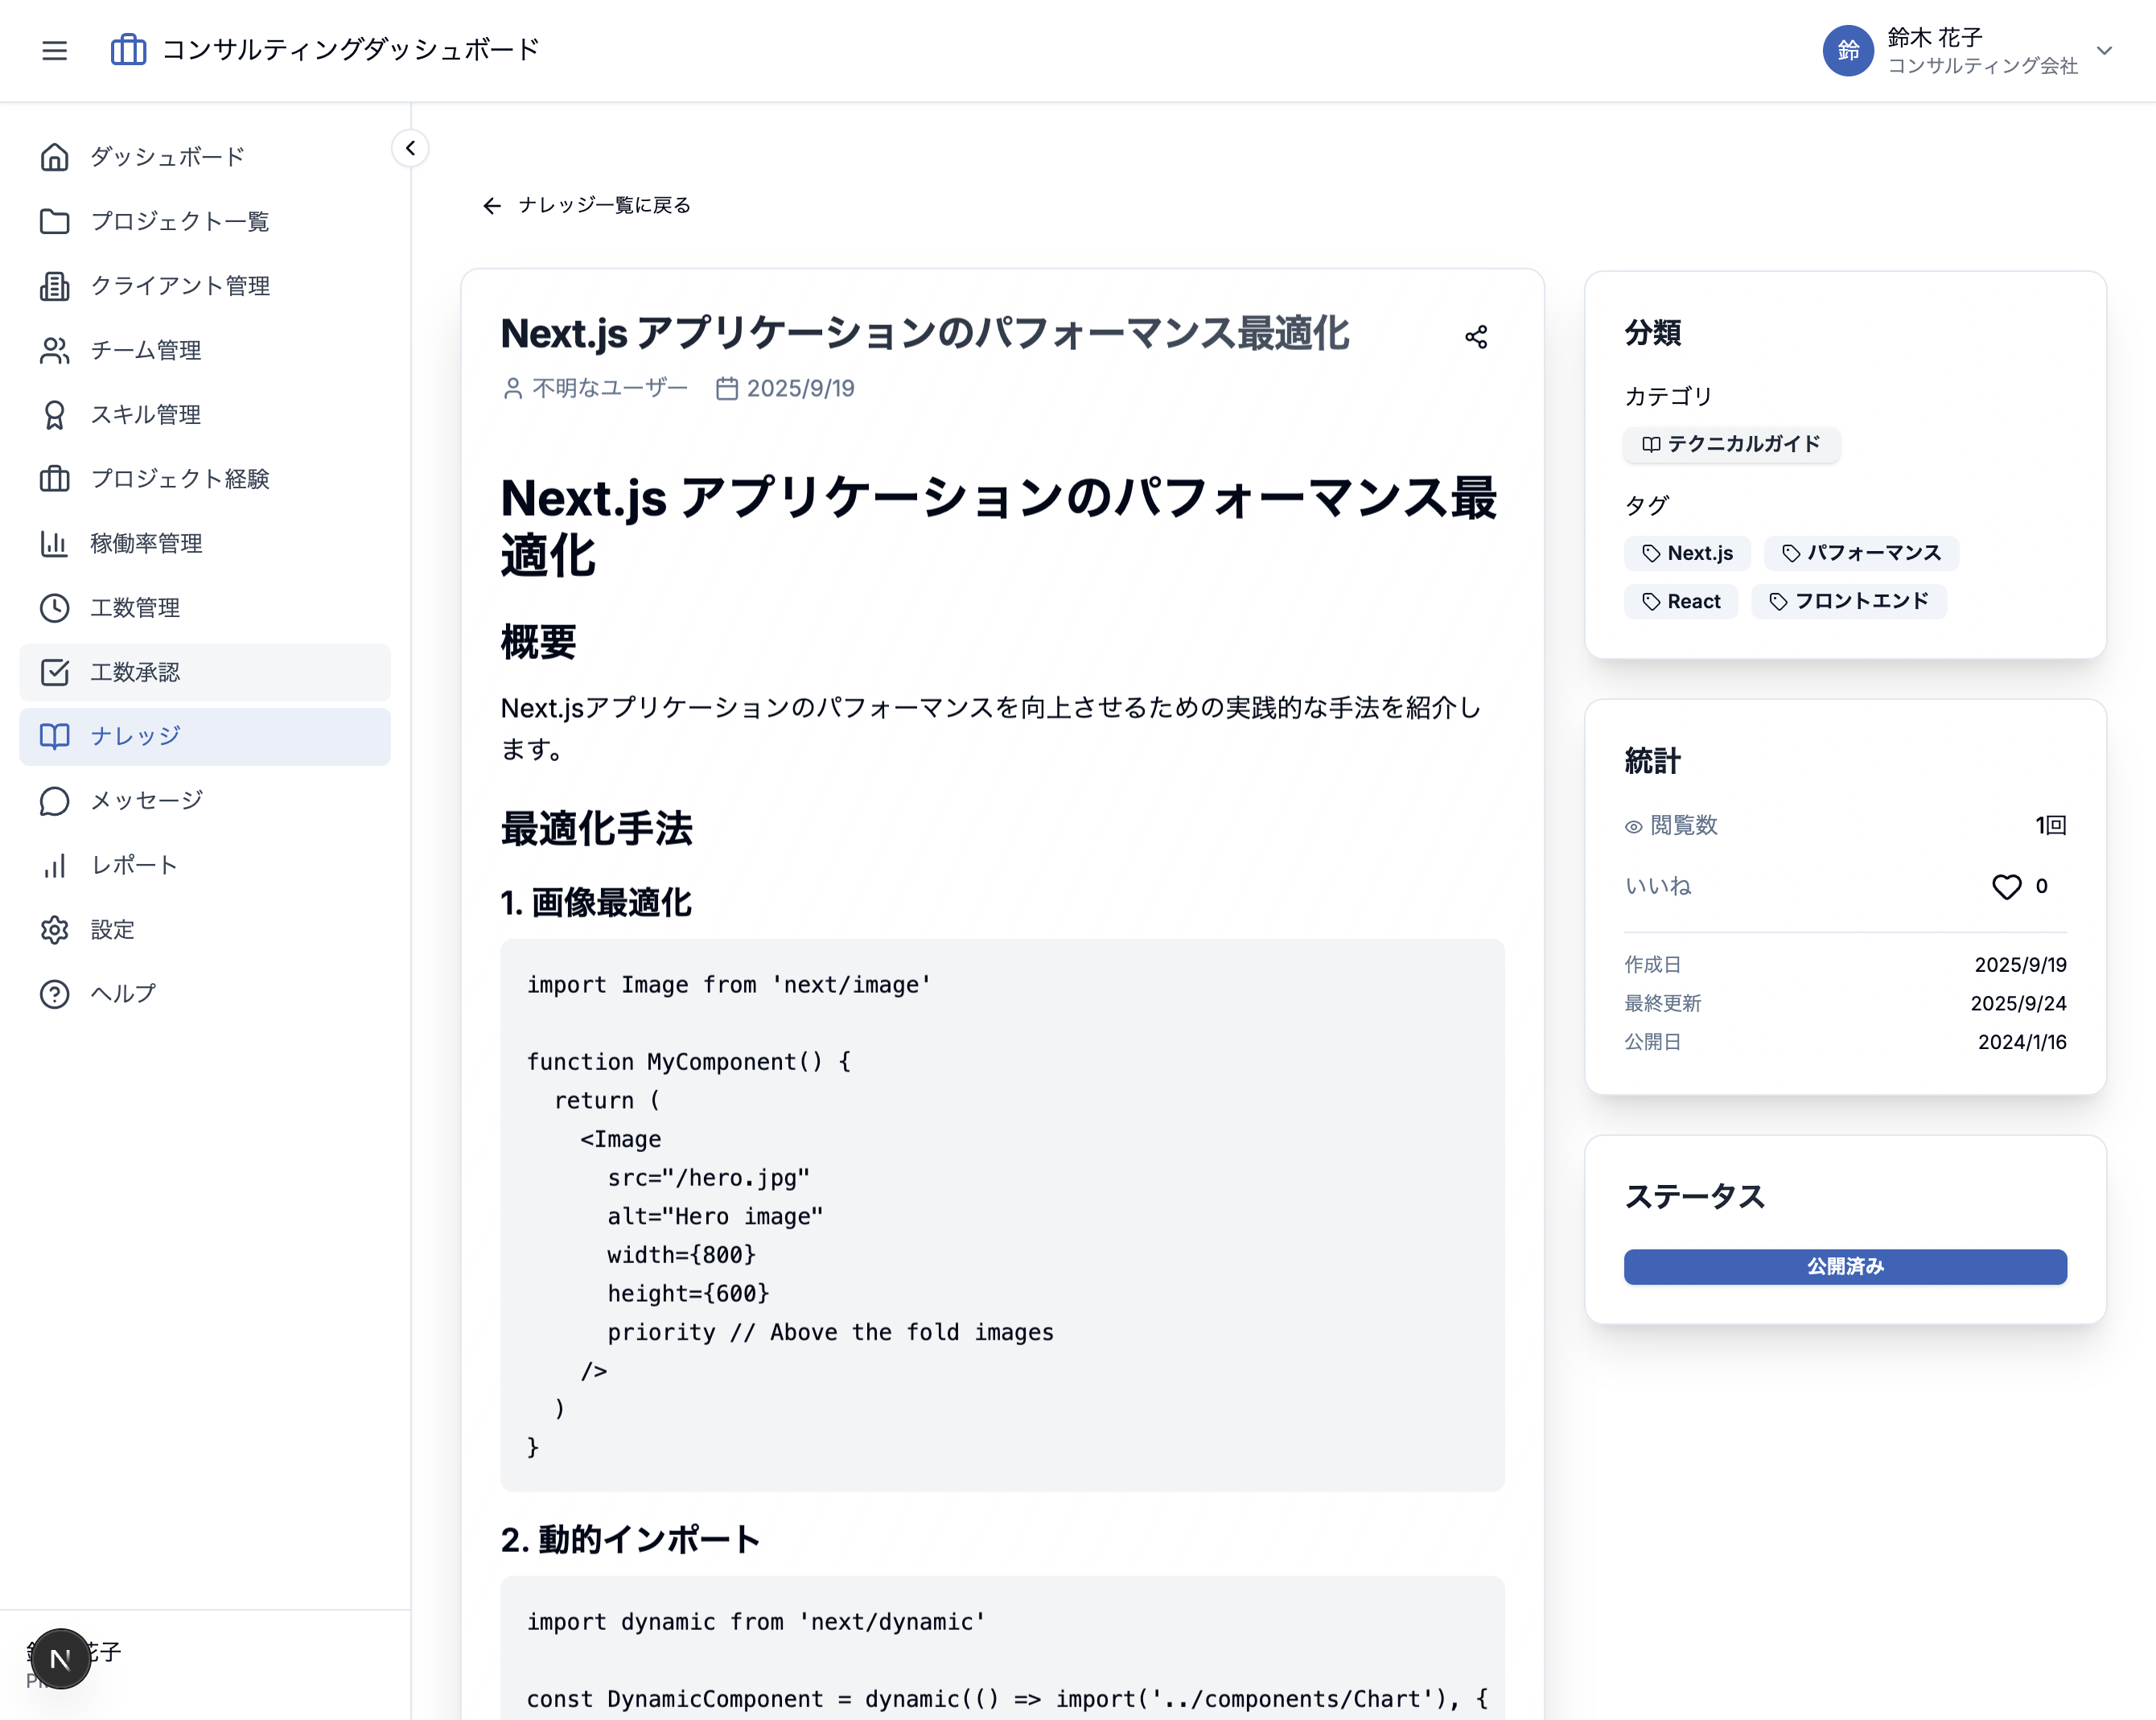 コンサルティングダッシュボード
鈴
鈴木 花子
コンサルティング会社
ダッシュボード
プロジェクト一覧
クライアント管理
チーム管理
スキル管理
プロジェクト経験
稼働率管理
工数管理
工数承認
ナレッジ
メッセージ
レポート
設定
ヘルプ
花子
N
ナレッジ一覧に戻る
Next.js アプリケーションのパフォーマンス最適化
不明なユーザー 2025/9/19
Next.js アプリケーションのパフォーマンス最
適化
概要
Next.jsアプリケーションのパフォーマンスを向上させるための実践的な手法を紹介し
ます。
最適化手法
1. 画像最適化
import Image from 'next/image'
function MyComponent() {
  return (
    <Image
      src="/hero.jpg"
      alt="Hero image"
      width={800}
      height={600}
      priority // Above the fold images
    />
  )
}
2. 動的インポート
import dynamic from 'next/dynamic'
const DynamicComponent = dynamic(() => import('../components/Chart'), {
分類
カテゴリ
テクニカルガイド
タグ
Next.js パフォーマンス
React フロントエンド
統計
閲覧数 1回
いいね 0
作成日 2025/9/19
最終更新 2025/9/24
公開日 2024/1/16
ステータス
公開済み